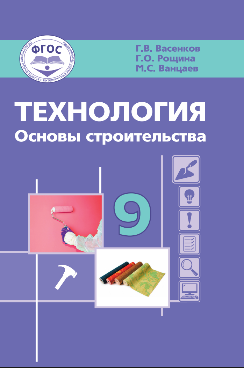 ФГОС
Г.В. Васенков
Г.О. Рощина
М.С. Ванцаев
ТЕХНОЛОГИЯ
Основы строительства
9